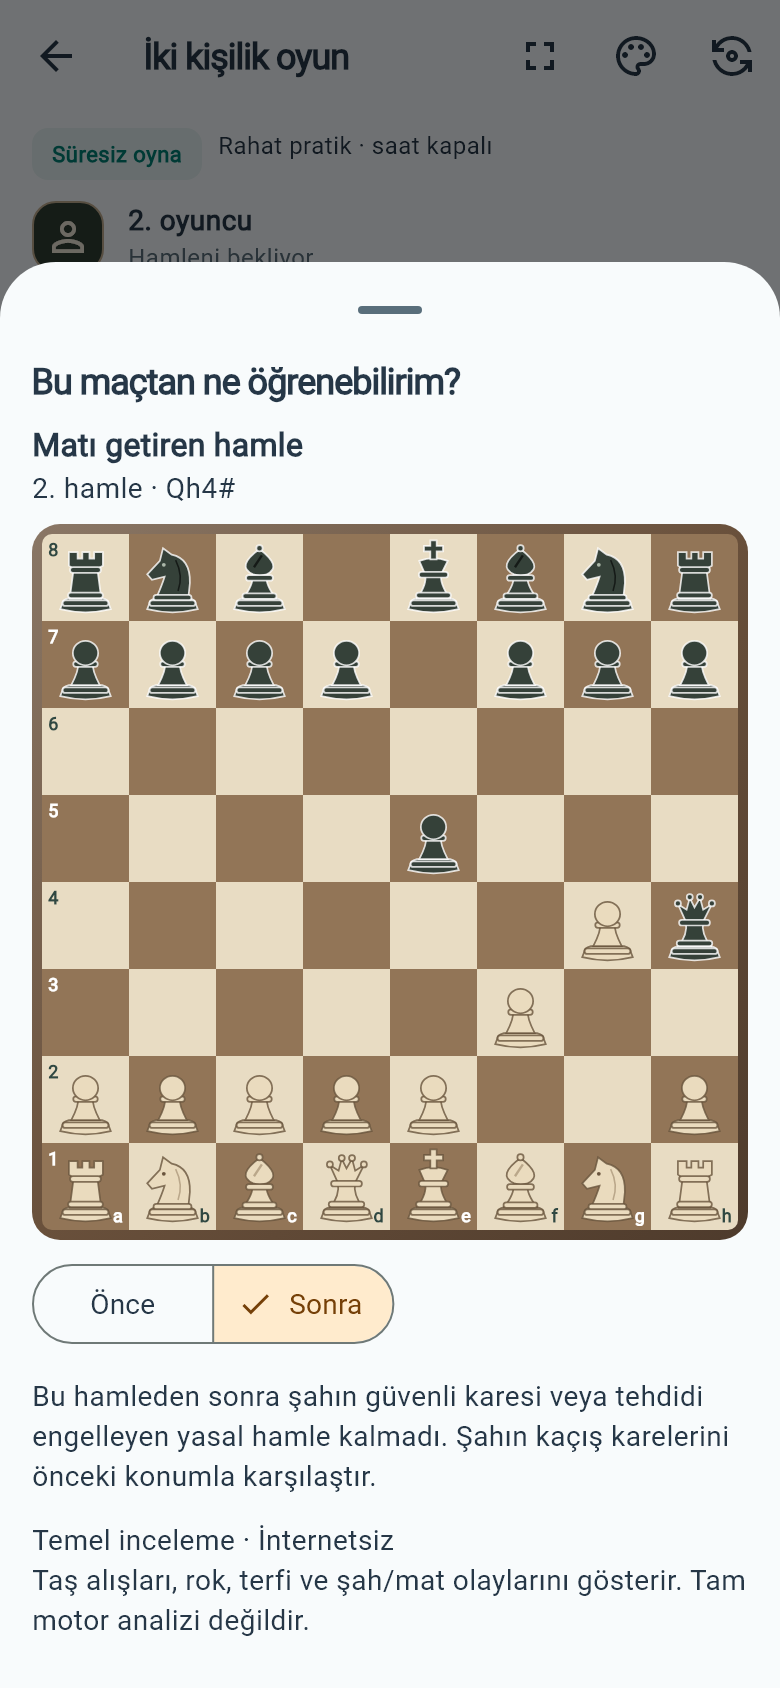 İki kişilik oyun
Süresiz oyna
Rahat pratik · saat kapalı
2. oyuncu
Hamleni bekliyor
Bu maçtan ne öğrenebilirim?
Matı getiren hamle
2. hamle · Qh4#
8
7
6
5
4
3
2
1
a b c d e f g h
Önce
Sonra
Bu hamleden sonra şahın güvenli karesi veya tehdidi
engelleyen yasal hamle kalmadı. Şahın kaçış karelerini
önceki konumla karşılaştır.
Temel inceleme · İnternetsiz
Taş alışları, rok, terfi ve şah/mat olaylarını gösterir. Tam
motor analizi değildir.